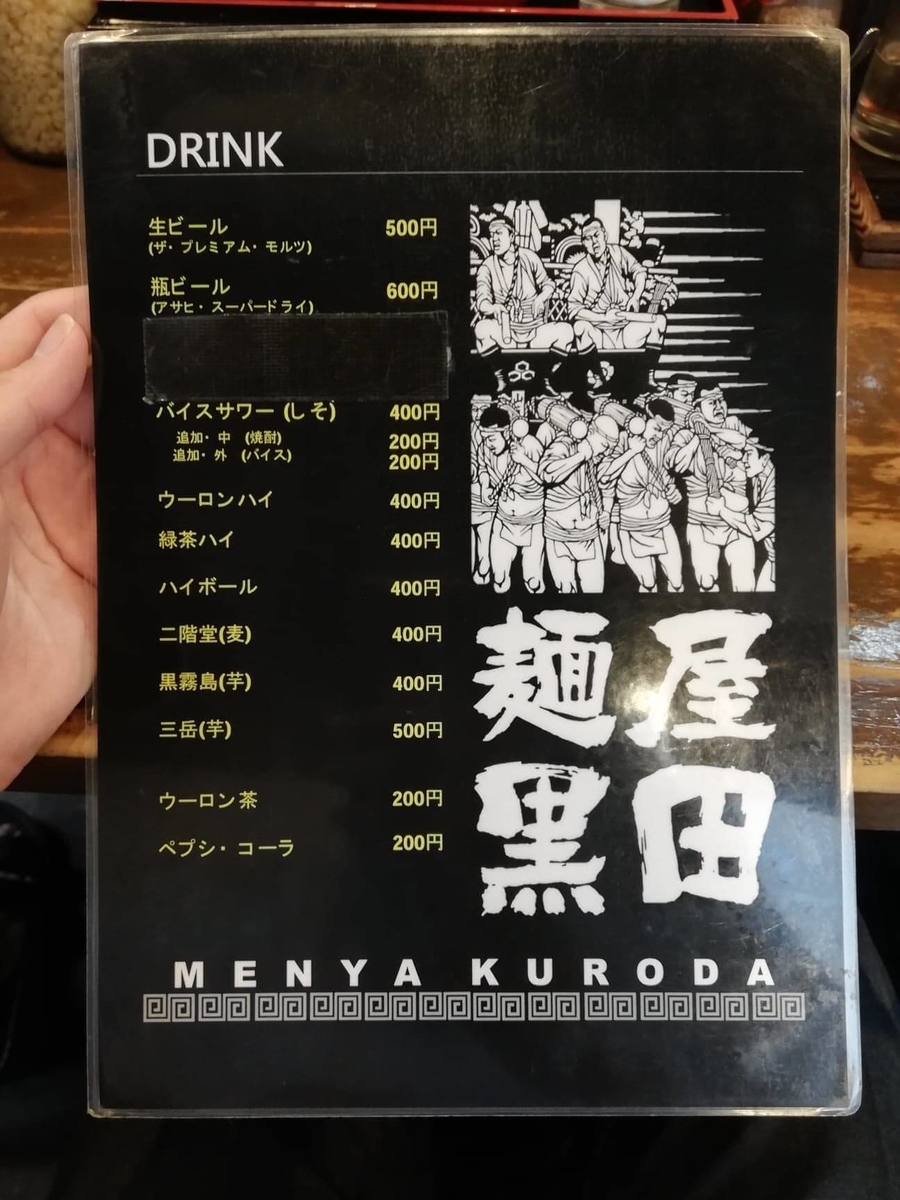 DRINK
生ビール 500円
(ザ・プレミアム・モルツ)
瓶ビール 600円
(アサヒ・スーパードライ)
バイスサワー (しそ) 400円
追加・中 (焼酎) 200円
追加・外 (バイス) 200円
ウーロンハイ 400円
緑茶ハイ 400円
ハイボール 400円
二階堂(麦) 400円
黒霧島(芋) 400円
三岳(芋) 500円
ウーロン茶 200円
ペプシ・コーラ 200円
麺屋
黒田
MENYA KURODA